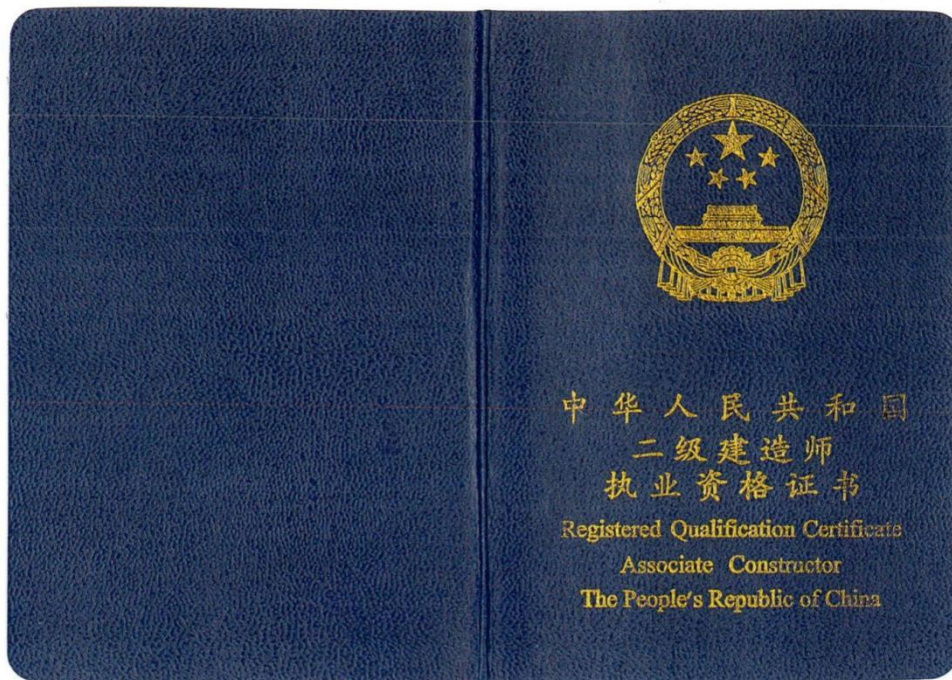 中华人民共和国
二级建造师
执业资格证书
Registered Qualification Certificate
Associate Constructor
The People's Republic of China